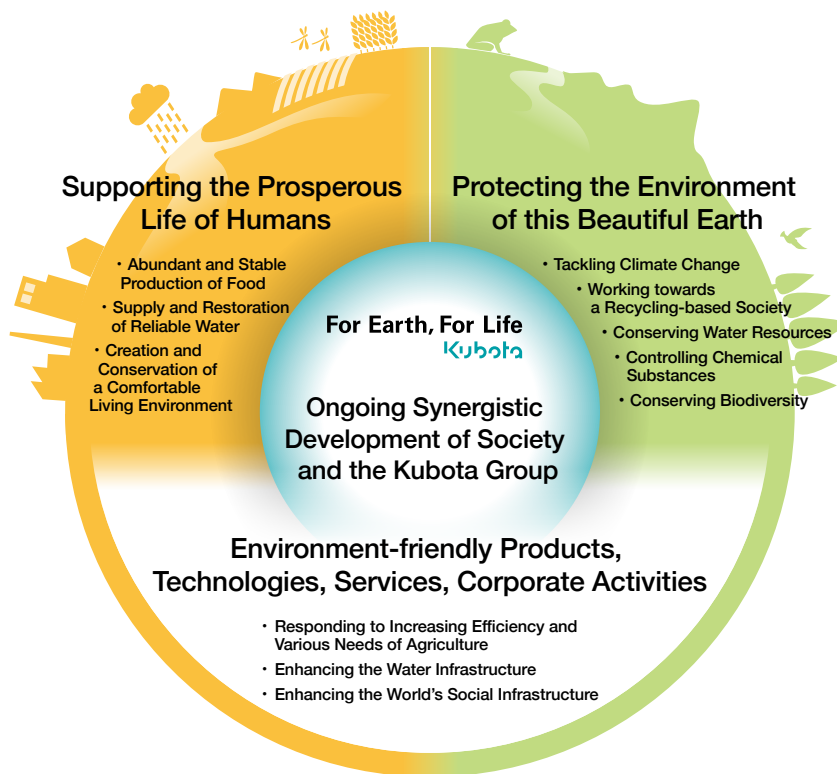 Supporting the Prosperous
Life of Humans
・Abundant and Stable
Production of Food
・Supply and Restoration
of Reliable Water
・Creation and
Conservation of
a Comfortable
Living Environment
Protecting the Environment
of this Beautiful Earth
・Tackling Climate Change
・Working towards
a Recycling-based Society
・Conserving Water Resources
・Controlling Chemical
Substances
・Conserving Biodiversity
For Earth, For Life
Kubota
Ongoing Synergistic
Development of Society
and the Kubota Group
Environment-friendly Products,
Technologies, Services, Corporate Activities
・Responding to Increasing Efficiency and
Various Needs of Agriculture
・Enhancing the Water Infrastructure
・Enhancing the World's Social Infrastructure